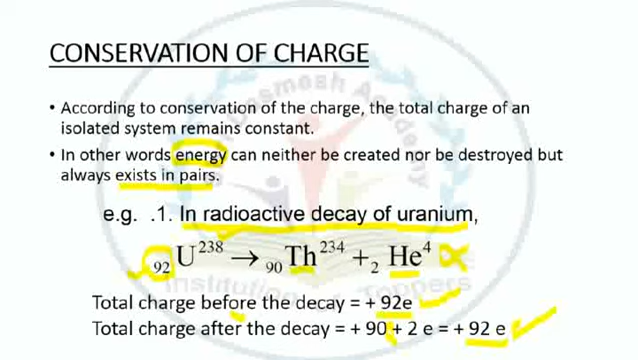 CONSERVATION OF CHARGE
• According to conservation of the charge, the total charge of an
isolated system remains constant.
• In other words energy can neither be created nor be destroyed but
always exists in pairs.
e.g. .1. In radioactive decay of uranium,
₉₂U²³⁸ → ₉₀Th²³⁴ + ₂He⁴ α
Total charge before the decay = + 92e
Total charge after the decay = + 90 + 2 e = + 92 e
Institution Toppers